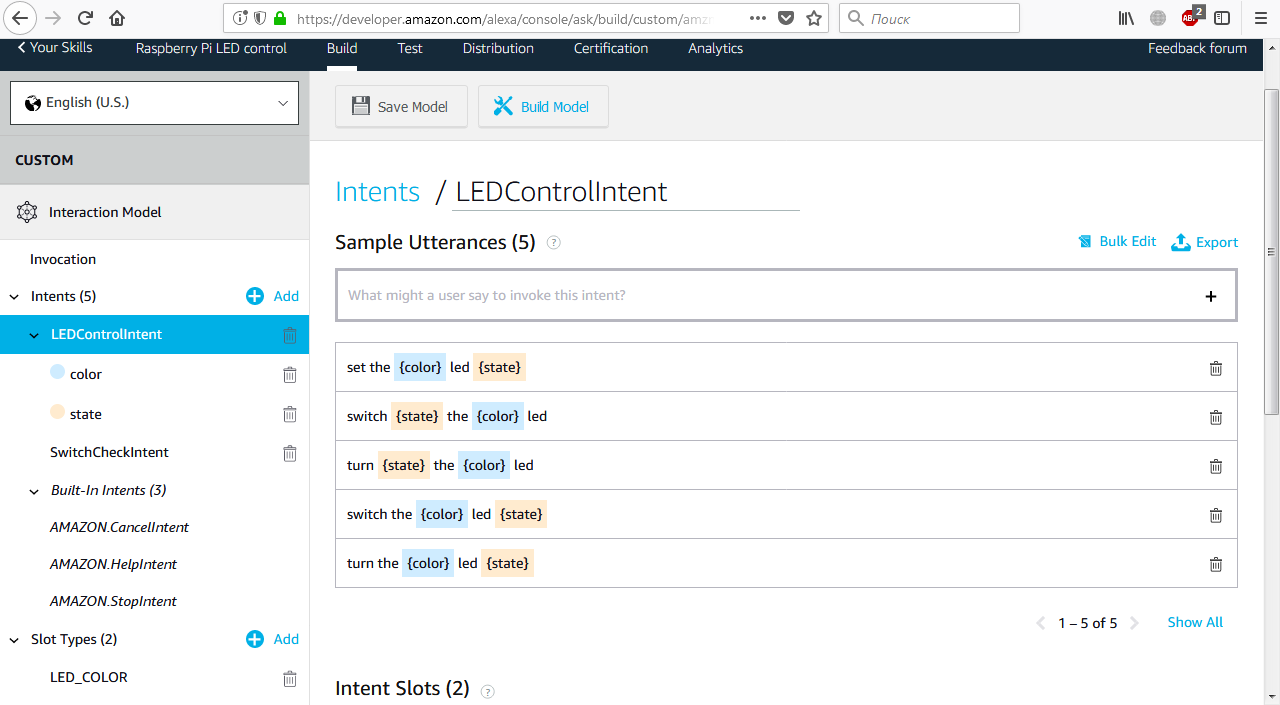 https://developer.amazon.com/alexa/console/ask/build/custom/amz
Поиск
ABP
2
Your Skills
Raspberry Pi LED control
Build
Test
Distribution
Certification
Analytics
Feedback forum
English (U.S.)
Save Model
Build Model
CUSTOM
Interaction Model
Invocation
Intents (5)
Add
LEDControlIntent
color
state
SwitchCheckIntent
Built-In Intents (3)
AMAZON.CancelIntent
AMAZON.HelpIntent
AMAZON.StopIntent
Slot Types (2)
Add
LED_COLOR
Intents / LEDControlIntent
Sample Utterances (5) ?
Bulk Edit
Export
What might a user say to invoke this intent?
set the {color} led {state}
switch {state} the {color} led
turn {state} the {color} led
switch the {color} led {state}
turn the {color} led {state}
1 – 5 of 5
Show All
Intent Slots (2) ?